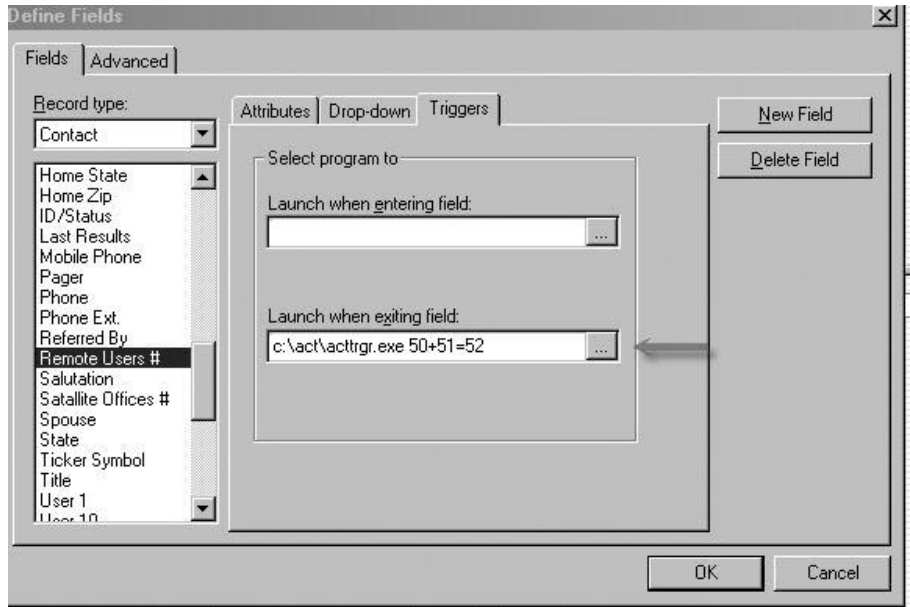 Define Fields
Fields
Advanced
Record type:
Contact
Home State
Home Zip
ID/Status
Last Results
Mobile Phone
Pager
Phone
Phone Ext.
Referred By
Remote Users #
Salutation
Satallite Offices #
Spouse
State
Ticker Symbol
Title
User 1
User 10
Attributes
Drop-down
Triggers
Select program to
Launch when entering field:
...
Launch when exiting field:
c:\act\acttrgr.exe 50+51=52
...
New Field
Delete Field
OK
Cancel